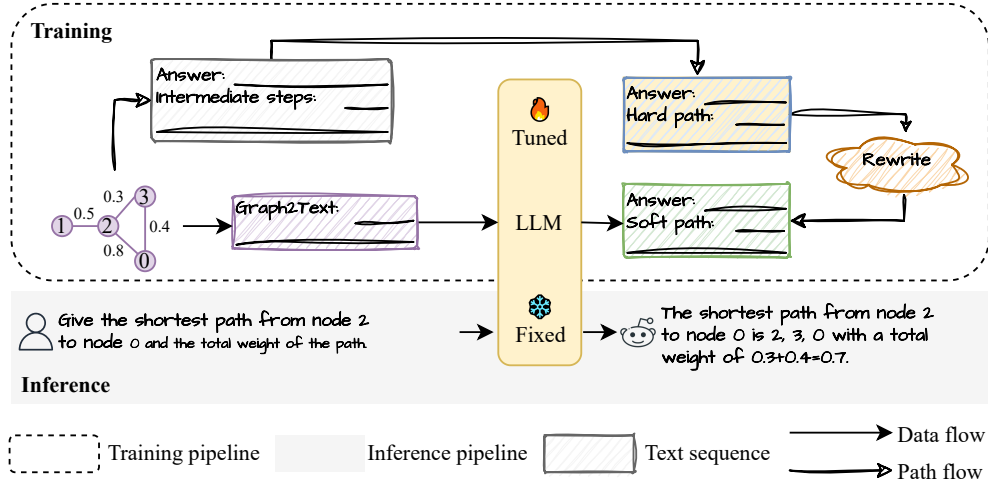 Training
Answer:
Intermediate steps:
Tuned
Answer:
Hard path:
Rewrite
0.3
3
1
0.5
2
0.4
0.8
0
Graph2Text:
LLM
Answer:
Soft path:
Give the shortest path from node 2
to node 0 and the total weight of the path.
Fixed
The shortest path from node 2
to node 0 is 2, 3, 0 with a total
weight of 0.3+0.4=0.7.
Inference
Training pipeline
Inference pipeline
Text sequence
Data flow
Path flow